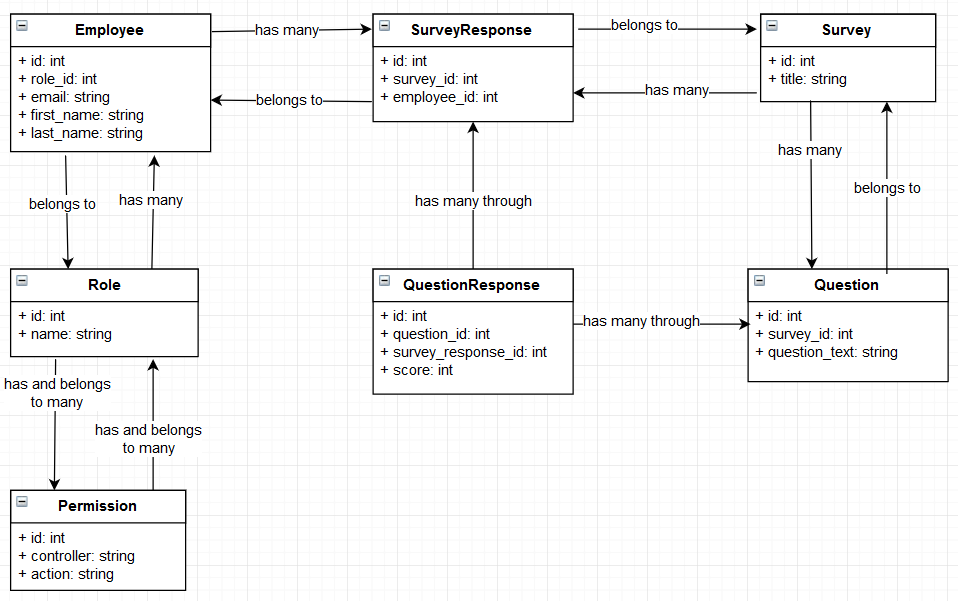 Employee
+ id: int
+ role_id: int
+ email: string
+ first_name: string
+ last_name: string
has many
belongs to
SurveyResponse
+ id: int
+ survey_id: int
+ employee_id: int
belongs to
has many
Survey
+ id: int
+ title: string
belongs to
has many
has many through
has many
belongs to
Role
+ id: int
+ name: string
QuestionResponse
+ id: int
+ question_id: int
+ survey_response_id: int
+ score: int
has many through
Question
+ id: int
+ survey_id: int
+ question_text: string
has and belongs
to many
has and belongs
to many
Permission
+ id: int
+ controller: string
+ action: string